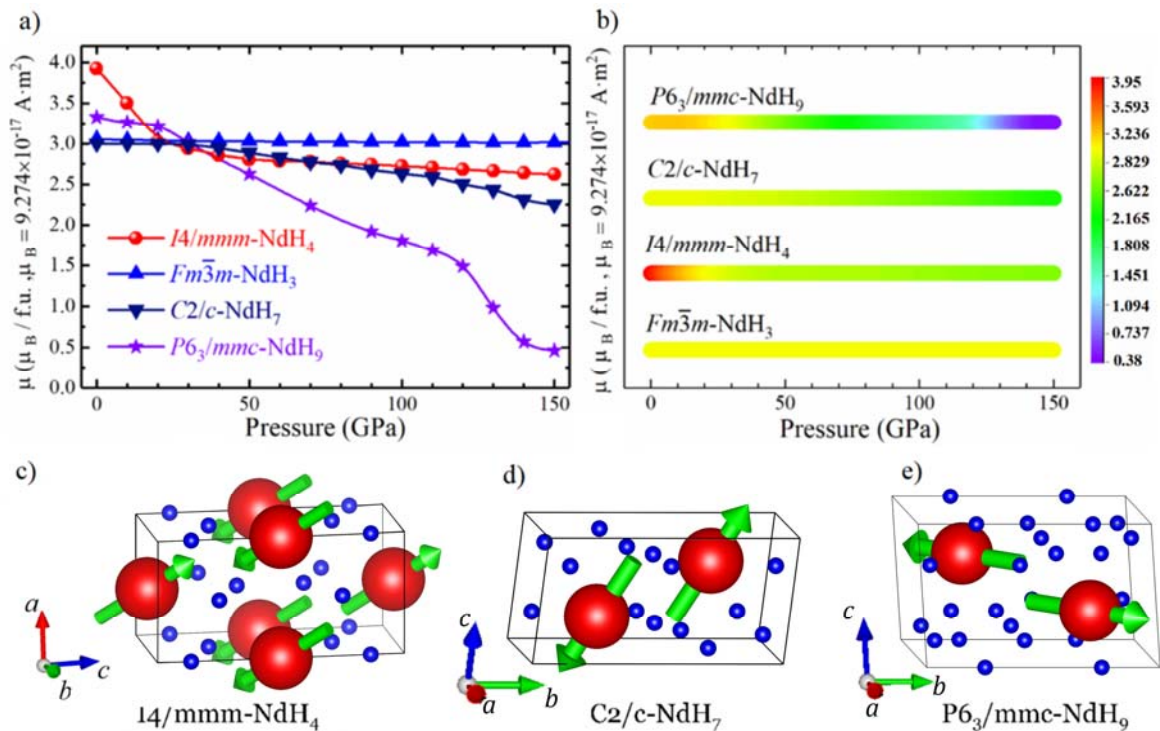 a)
μ ( μ_B / f.u. , μ_B = 9.274×10⁻¹⁷ A·m²)
4.0
3.5
3.0
2.5
2.0
1.5
1.0
0.5
0.0
I4/mmm-NdH₄
Fm3̅m-NdH₃
C2/c-NdH₇
P6₃/mmc-NdH₉
0 50 100 150
Pressure (GPa)
b)
μ ( μ_B / f.u. , μ_B = 9.274×10⁻¹⁷ A·m²)
P6₃/mmc-NdH₉
C2/c-NdH₇
I4/mmm-NdH₄
Fm3̅m-NdH₃
0 50 100 150
Pressure (GPa)
3.95
3.593
3.236
2.829
2.622
2.165
1.808
1.451
1.094
0.737
0.38
c)
a
b
c
I4/mmm-NdH₄
d)
c
a
b
C2/c-NdH₇
e)
c
a
b
P6₃/mmc-NdH₉